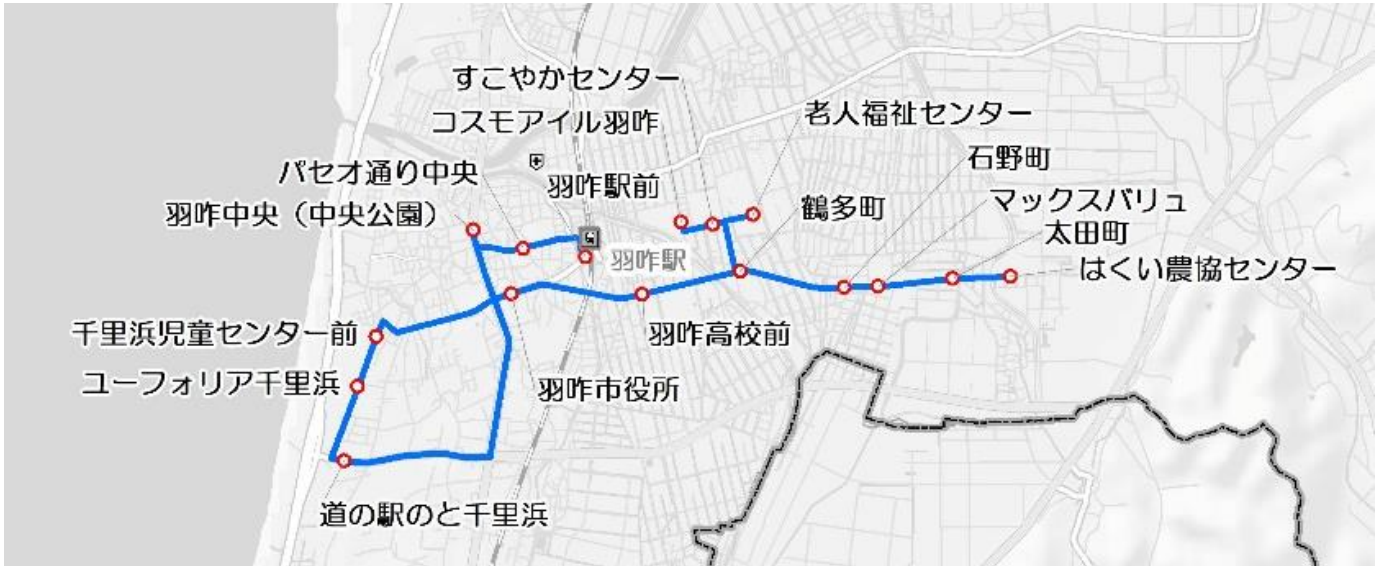 すこやかセンター
コスモアイル羽咋
老人福祉センター
石野町
パセオ通り中央
羽咋駅前
マックスバリュ
羽咋中央（中央公園）
鶴多町
太田町
羽咋駅
はくい農協センター
千里浜児童センター前
羽咋高校前
ユーフォリア千里浜
羽咋市役所
道の駅のと千里浜